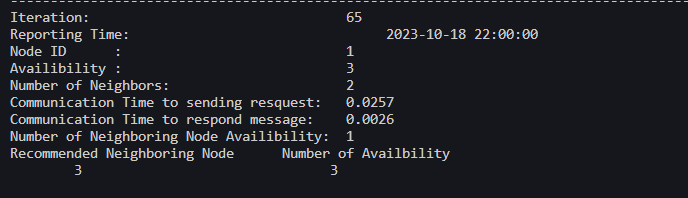 Iteration: 65
Reporting Time: 2023-10-18 22:00:00
Node ID : 1
Availibility : 3
Number of Neighbors: 2
Communication Time to sending resquest: 0.0257
Communication Time to respond message: 0.0026
Number of Neighboring Node Availibility: 1
Recommended Neighboring Node Number of Availbility
3 3